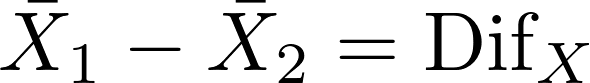 X̄₁ − X̄₂ = Dif_X